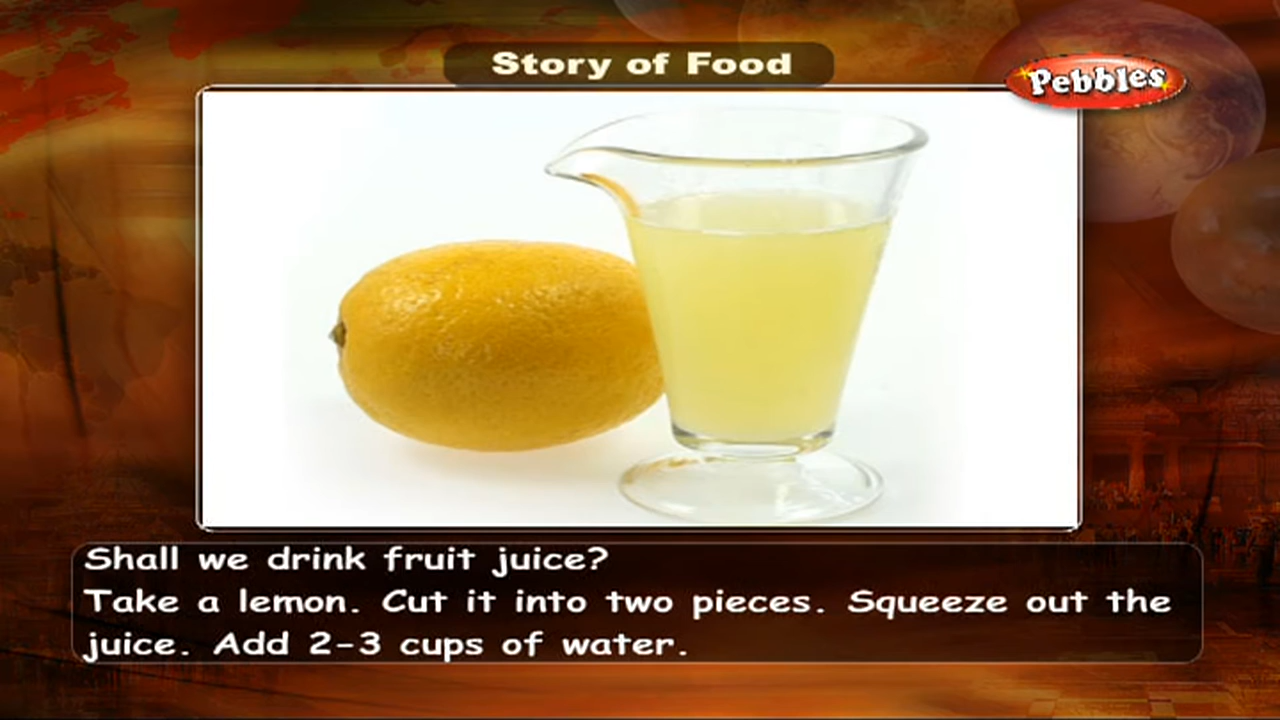 Story of Food
Pebbles
Shall we drink fruit juice?
Take a lemon. Cut it into two pieces. Squeeze out the
juice. Add 2-3 cups of water.